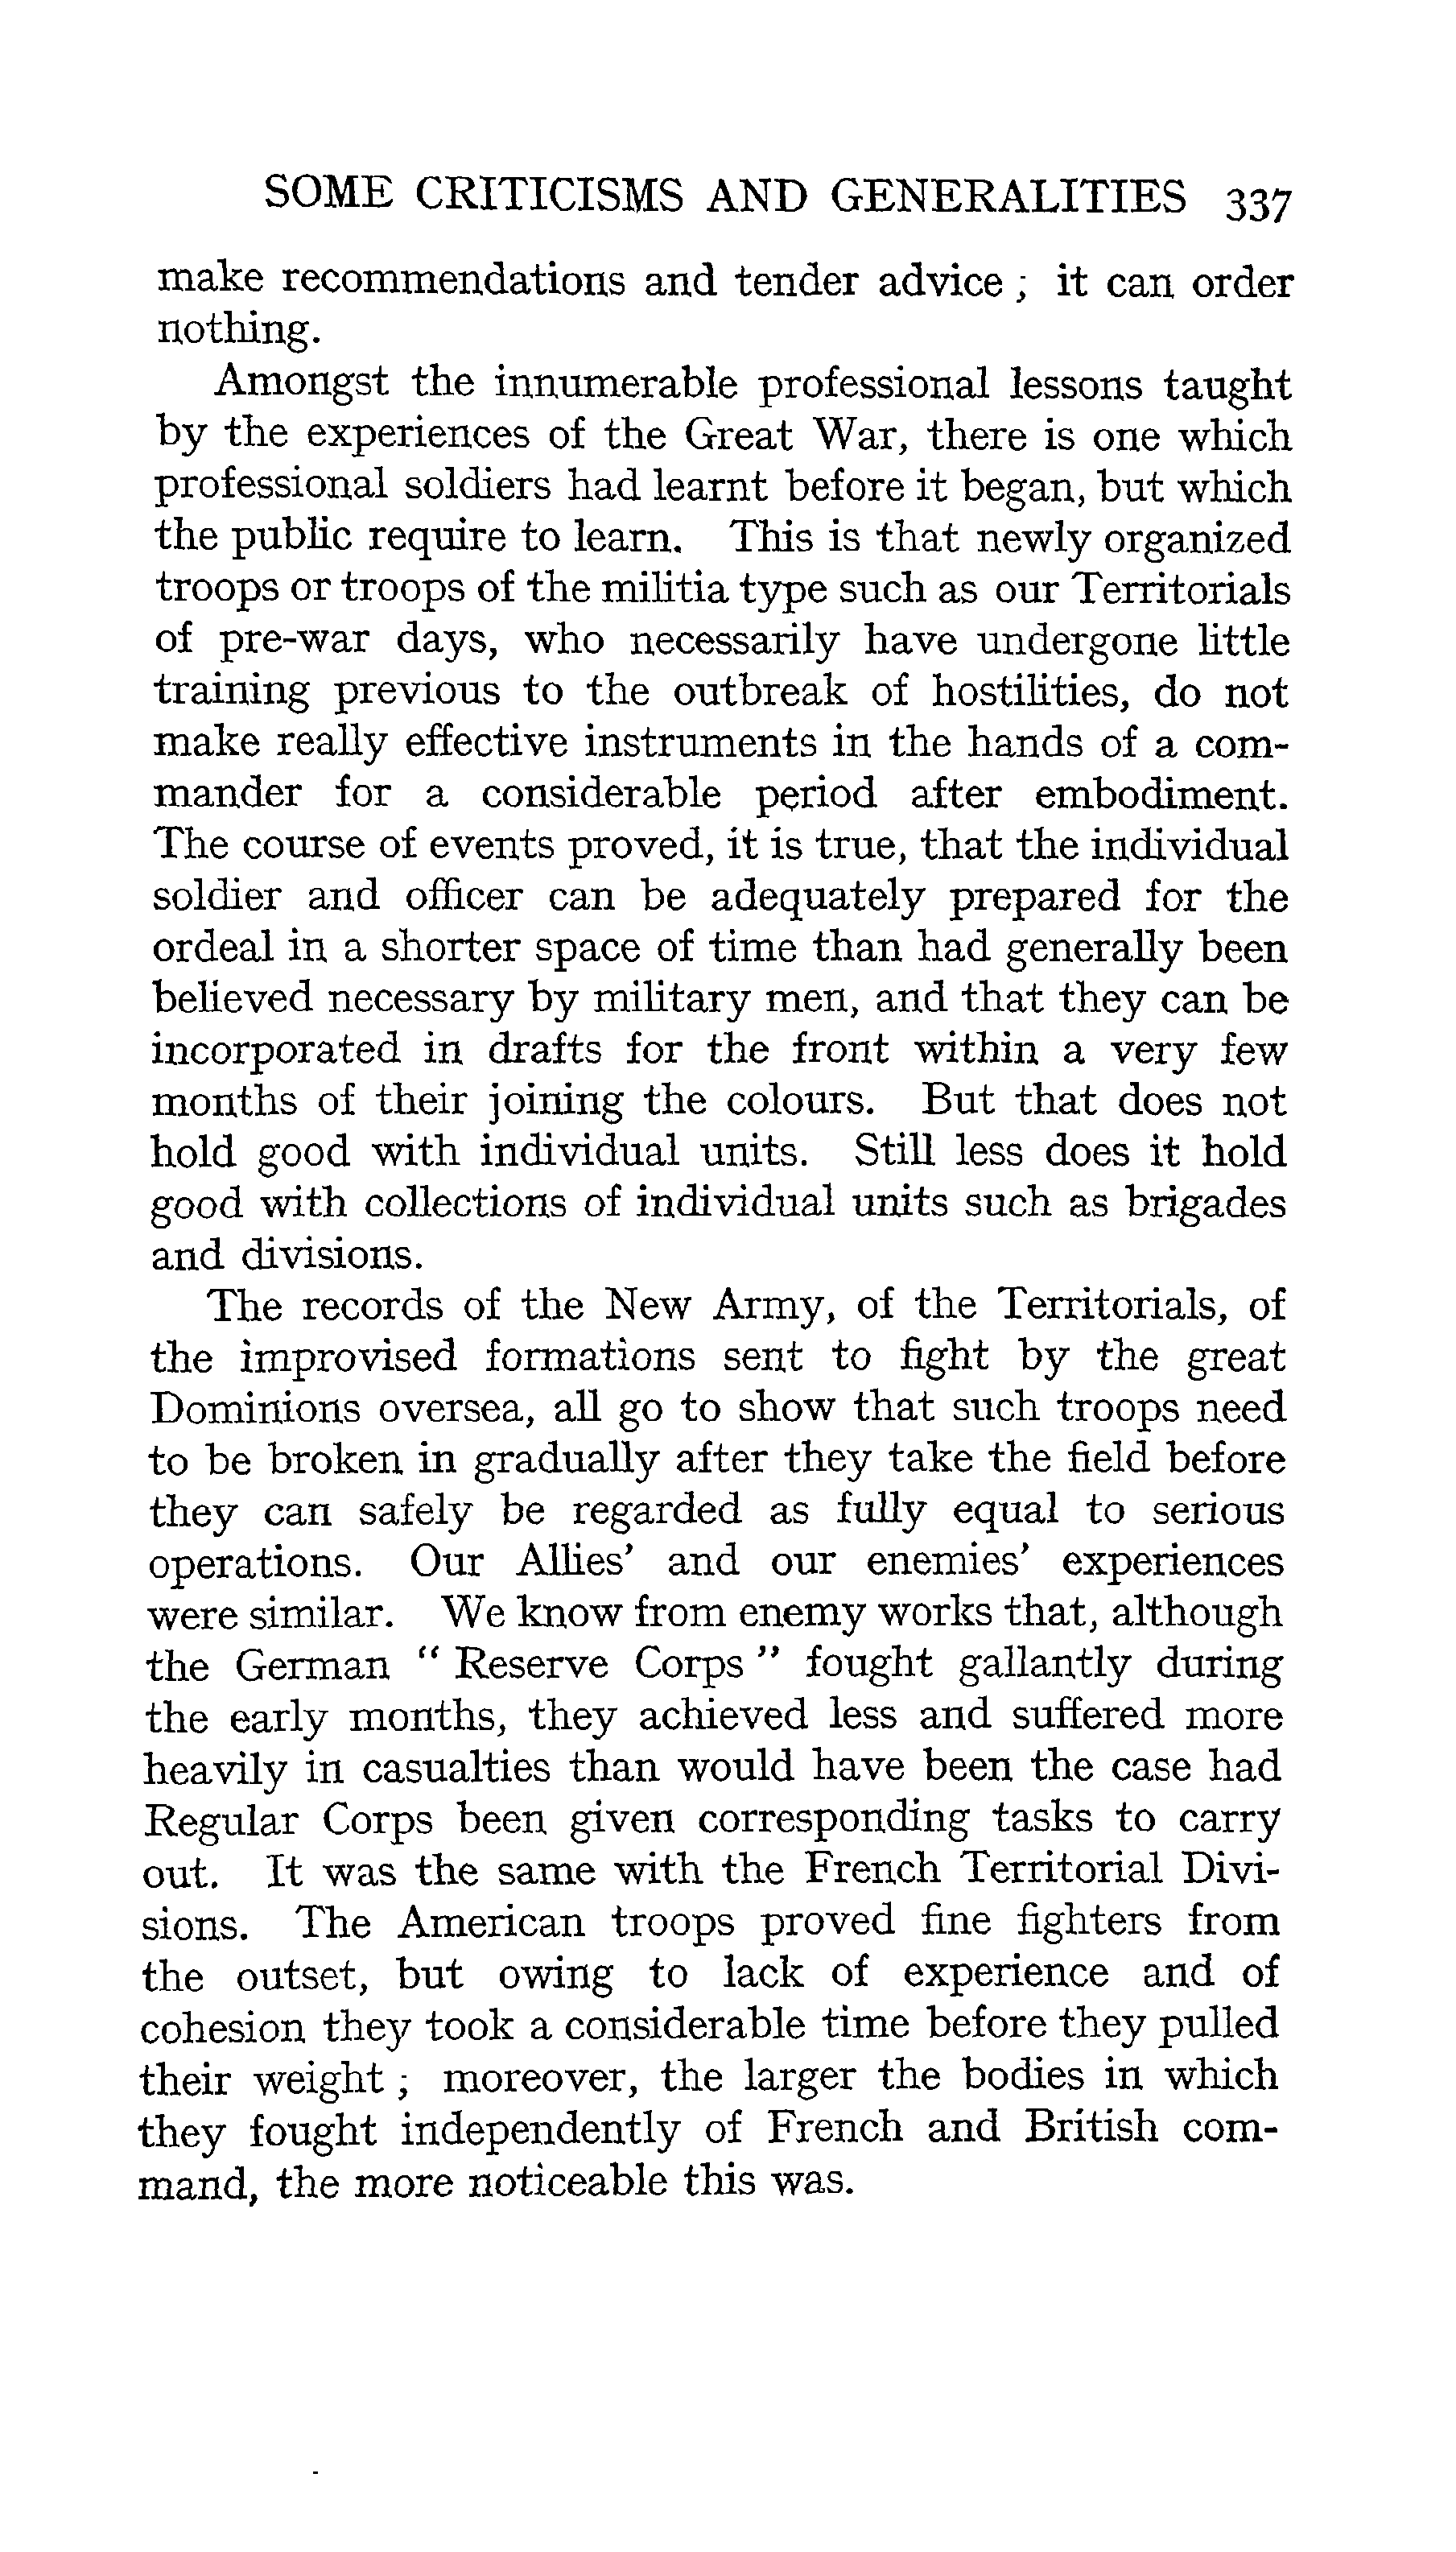 SOME CRITICISMS AND GENERALITIES 337
make recommendations and tender advice ; it can order
nothing.
Amongst the innumerable professional lessons taught
by the experiences of the Great War, there is one which
professional soldiers had learnt before it began, but which
the public require to learn. This is that newly organized
troops or troops of the militia type such as our Territorials
of pre-war days, who necessarily have undergone little
training previous to the outbreak of hostilities, do not
make really effective instruments in the hands of a com-
mander for a considerable period after embodiment.
The course of events proved, it is true, that the individual
soldier and officer can be adequately prepared for the
ordeal in a shorter space of time than had generally been
believed necessary by military men, and that they can be
incorporated in drafts for the front within a very few
months of their joining the colours. But that does not
hold good with individual units. Still less does it hold
good with collections of individual units such as brigades
and divisions.
The records of the New Army, of the Territorials, of
the improvised formations sent to fight by the great
Dominions oversea, all go to show that such troops need
to be broken in gradually after they take the field before
they can safely be regarded as fully equal to serious
operations. Our Allies' and our enemies' experiences
were similar. We know from enemy works that, although
the German " Reserve Corps " fought gallantly during
the early months, they achieved less and suffered more
heavily in casualties than would have been the case had
Regular Corps been given corresponding tasks to carry
out. It was the same with the French Territorial Divi-
sions. The American troops proved fine fighters from
the outset, but owing to lack of experience and of
cohesion they took a considerable time before they pulled
their weight ; moreover, the larger the bodies in which
they fought independently of French and British com-
mand, the more noticeable this was.